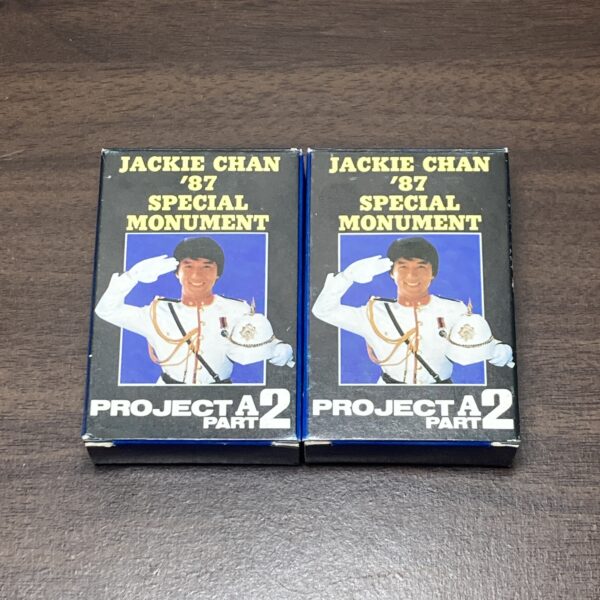 JACKIE CHAN
'87
SPECIAL
MONUMENT
PROJECT A
PART 2
JACKIE CHAN
'87
SPECIAL
MONUMENT
PROJECT A
PART 2